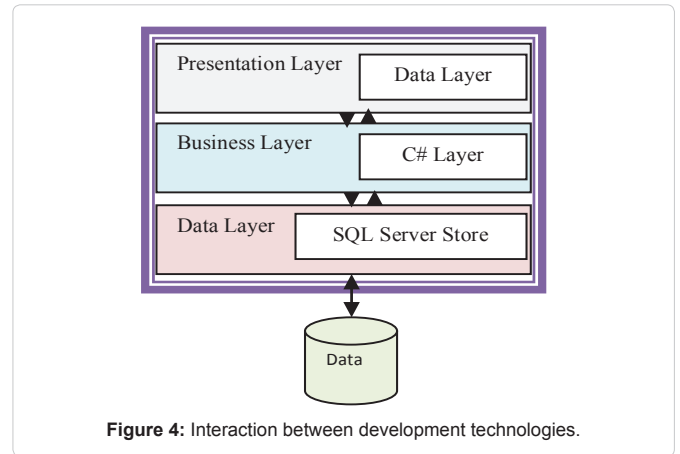 Presentation Layer
Data Layer
Business Layer
C# Layer
Data Layer
SQL Server Store
Data
Figure 4: Interaction between development technologies.